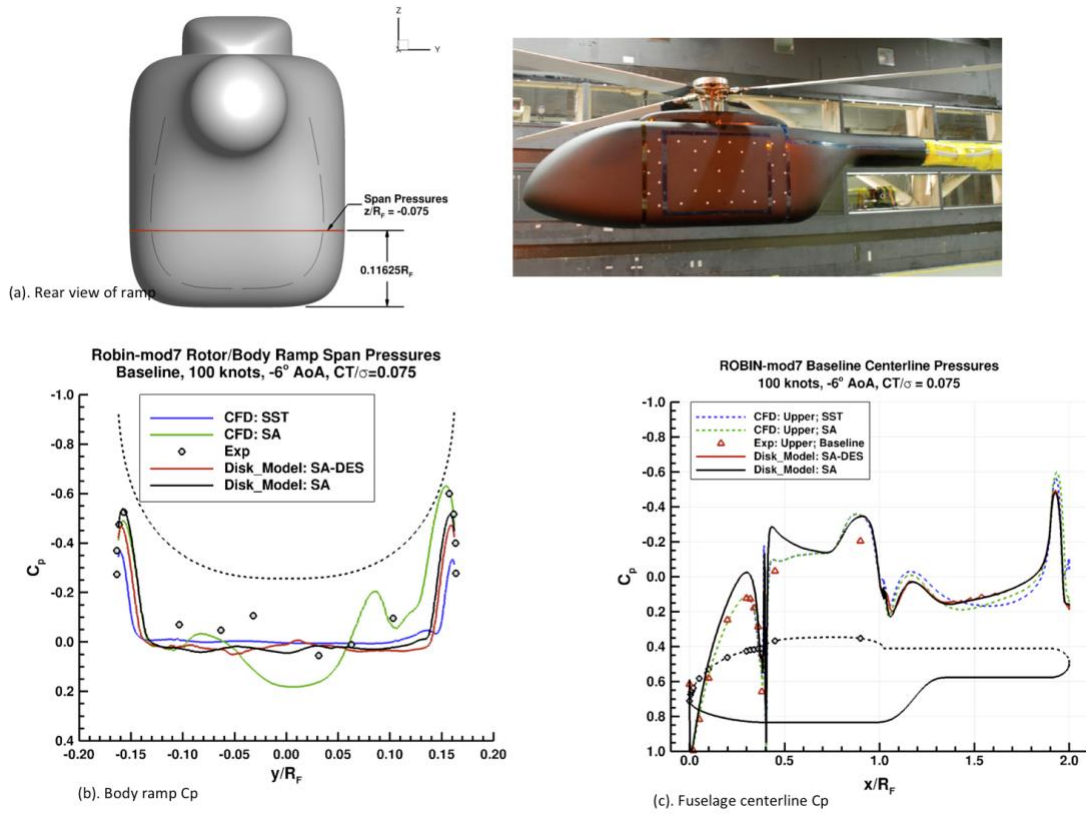 Z
X
Y
Span Pressures
z/R_F = -0.075
0.11625R_F
(a). Rear view of ramp
Robin-mod7 Rotor/Body Ramp Span Pressures
Baseline, 100 knots, -6° AoA, CT/σ=0.075
CFD: SST
CFD: SA
Exp
Disk_Model: SA-DES
Disk_Model: SA
-1.0
-0.8
-0.6
-0.4
-0.2
0.0
0.2
0.4
C_p
-0.20
-0.15
-0.10
-0.05
0.00
0.05
0.10
0.15
0.20
y/R_F
(b). Body ramp Cp
ROBIN-mod7 Baseline Centerline Pressures
100 knots, -6° AoA, CT/σ = 0.075
CFD: Upper; SST
CFD: Upper; SA
Exp: Upper; Baseline
Disk_Model: SA-DES
Disk_Model: SA
-1.0
-0.8
-0.6
-0.4
-0.2
0.0
0.2
0.4
0.6
0.8
1.0
C_p
0.0
0.5
1.0
1.5
2.0
x/R_F
(c). Fuselage centerline Cp